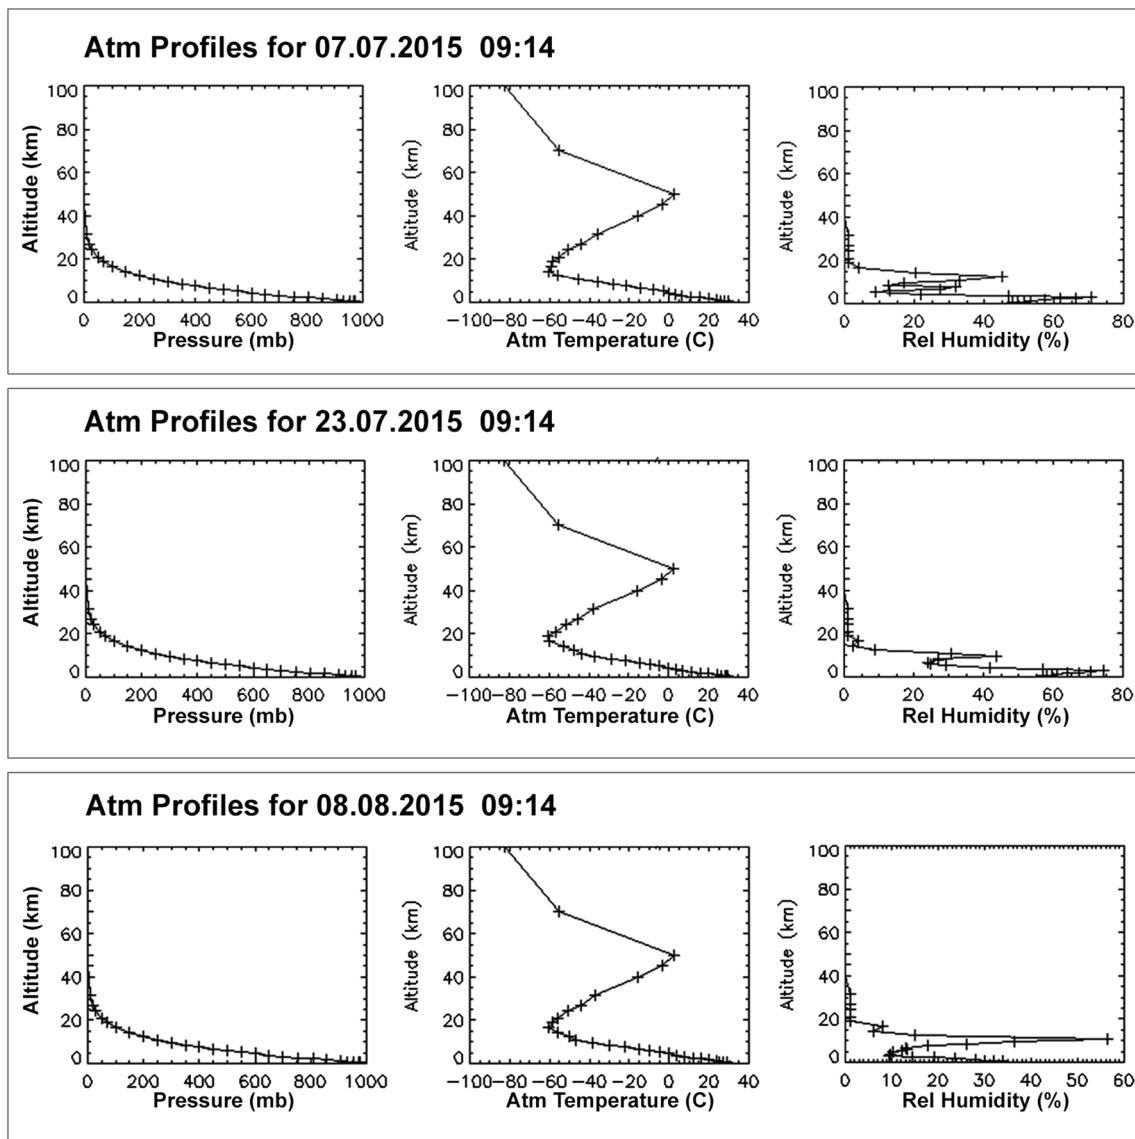 Atm Profiles for 07.07.2015 09:14
100
80
60
40
20
0
Altitude (km)
0 200 400 600 800 1000
Pressure (mb)
100
80
60
40
20
0
Altitude (km)
−100−80 −60 −40 −20 0 20 40
Atm Temperature (C)
100
80
60
40
20
0
Altitude (km)
0 20 40 60 80
Rel Humidity (%)
Atm Profiles for 23.07.2015 09:14
100
80
60
40
20
0
Altitude (km)
0 200 400 600 800 1000
Pressure (mb)
100
80
60
40
20
0
Altitude (km)
−100−80 −60 −40 −20 0 20 40
Atm Temperature (C)
100
80
60
40
20
0
Altitude (km)
0 20 40 60 80
Rel Humidity (%)
Atm Profiles for 08.08.2015 09:14
100
80
60
40
20
0
Altitude (km)
0 200 400 600 800 1000
Pressure (mb)
100
80
60
40
20
0
Altitude (km)
−100−80 −60 −40 −20 0 20 40
Atm Temperature (C)
100
80
60
40
20
0
Altitude (km)
0 10 20 30 40 50 60
Rel Humidity (%)